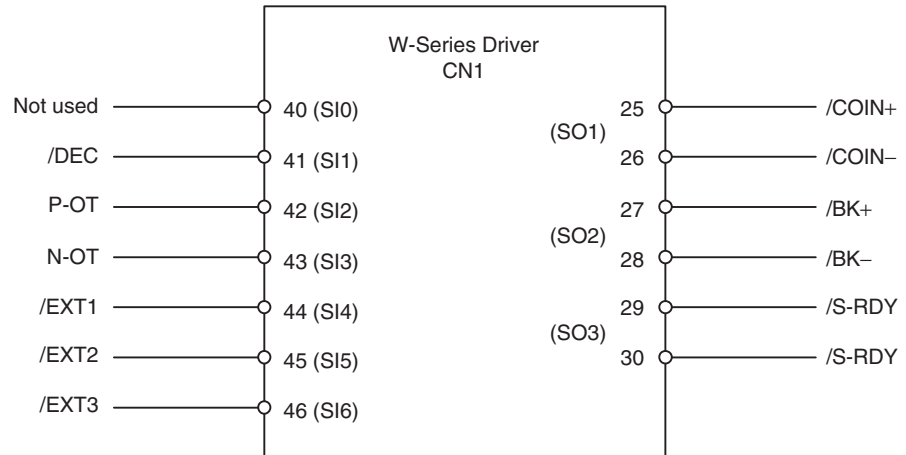 W-Series Driver
CN1
Not used 40 (SI0) 25 /COIN+
(SO1)
/DEC 41 (SI1) 26 /COIN−
P-OT 42 (SI2) 27 /BK+
(SO2)
N-OT 43 (SI3) 28 /BK−
/EXT1 44 (SI4) 29 /S-RDY
(SO3)
/EXT2 45 (SI5) 30 /S-RDY
/EXT3 46 (SI6)